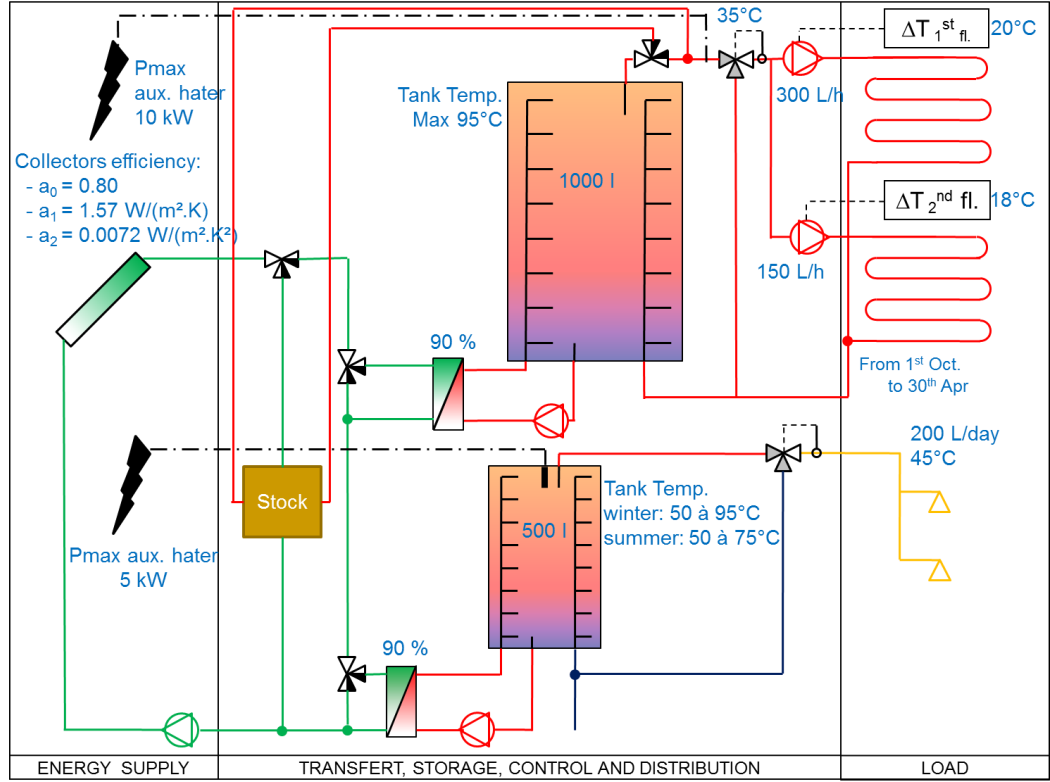 35°C
ΔT 1st fl.
20°C
Pmax
aux. hater
10 kW
Tank Temp.
Max 95°C
300 L/h
Collectors efficiency:
- a0 = 0.80
- a1 = 1.57 W/(m².K)
- a2 = 0.0072 W/(m².K²)
1000 l
ΔT 2nd fl.
18°C
150 L/h
90 %
From 1st Oct.
to 30th Apr
200 L/day
45°C
Stock
Tank Temp.
winter: 50 à 95°C
summer: 50 à 75°C
500 l
Pmax aux. hater
5 kW
90 %
ENERGY SUPPLY
TRANSFERT, STORAGE, CONTROL AND DISTRIBUTION
LOAD